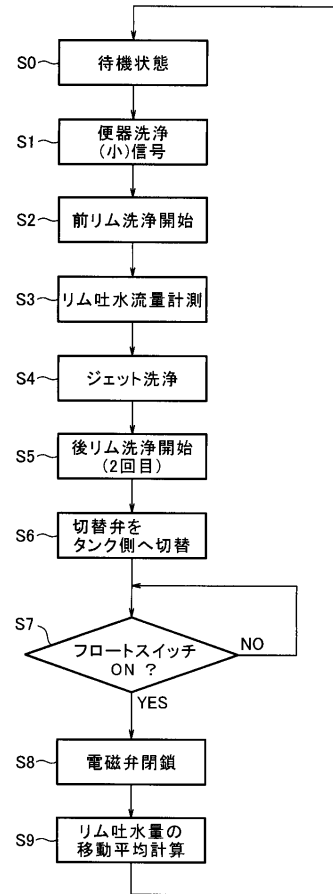 S0
待機状態
S1
便器洗浄
(小)信号
S2
前リム洗浄開始
S3
リム吐水流量計測
S4
ジェット洗浄
S5
後リム洗浄開始
(2回目)
S6
切替弁を
タンク側へ切替
S7
フロートスイッチ
ON ?
NO
YES
S8
電磁弁閉鎖
S9
リム吐水量の
移動平均計算